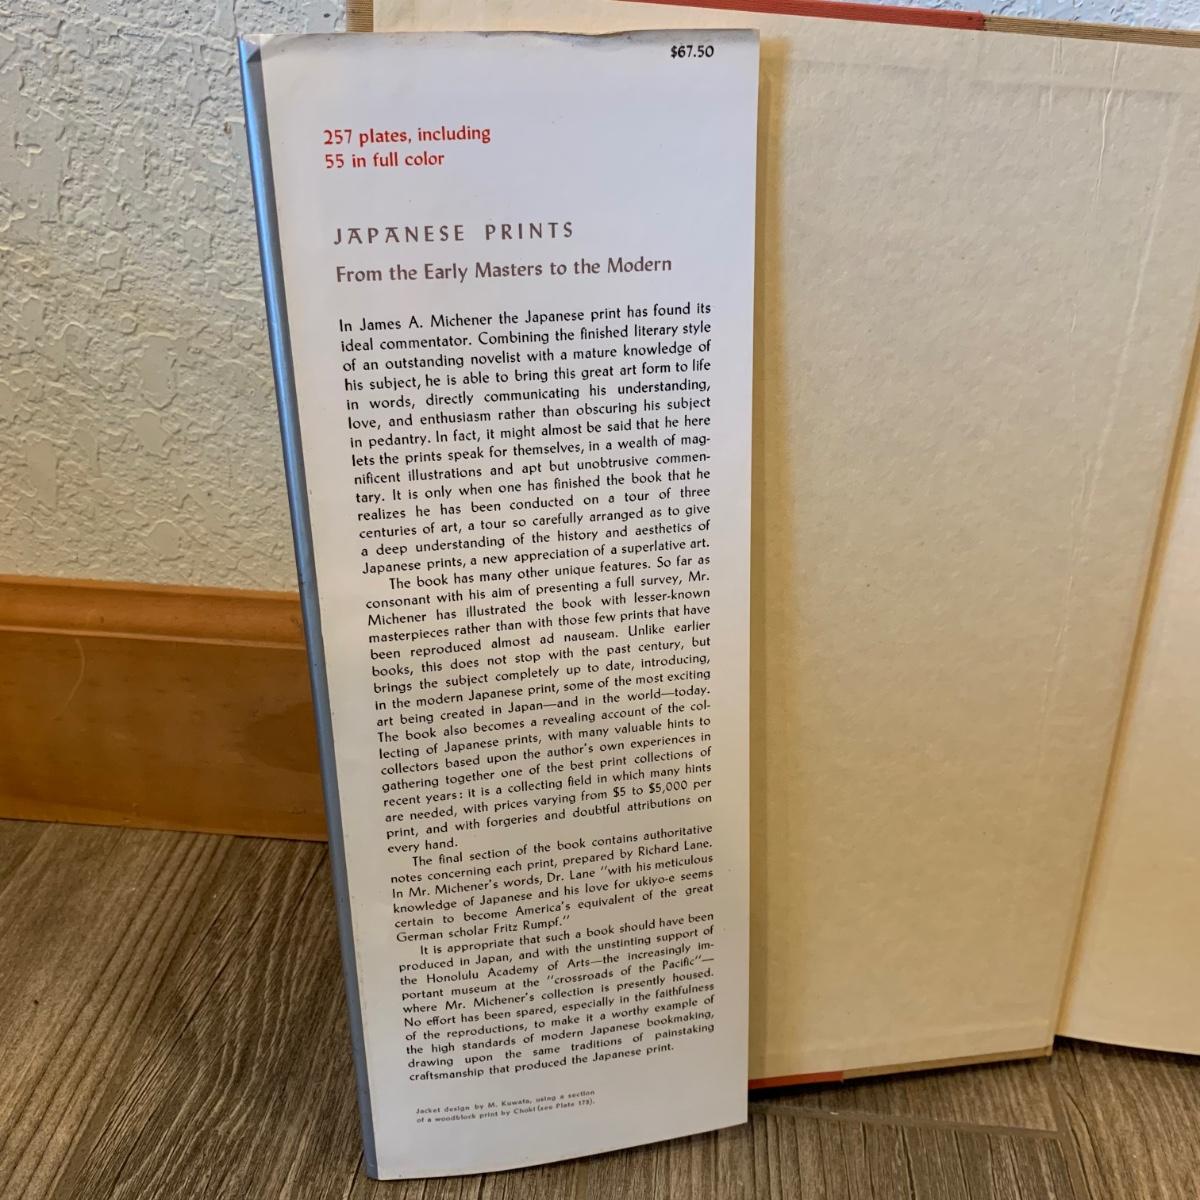 $67.50
257 plates, including
55 in full color
JAPANESE PRINTS
From the Early Masters to the Modern
In James A. Michener the Japanese print has found its
ideal commentator. Combining the finished literary style
of an outstanding novelist with a mature knowledge of
his subject, he is able to bring this great art form to life
in words, directly communicating his understanding,
love, and enthusiasm rather than obscuring his subject
in pedantry. In fact, it might almost be said that he here
lets the prints speak for themselves, in a wealth of mag-
nificent illustrations and apt but unobtrusive commen-
tary. It is only when one has finished the book that he
realizes he has been conducted on a tour of three
centuries of art, a tour so carefully arranged as to give
a deep understanding of the history and aesthetics of
Japanese prints, a new appreciation of a superlative art.
The book has many other unique features. So far as
consonant with his aim of presenting a full survey, Mr.
Michener has illustrated the book with lesser-known
masterpieces rather than with those few prints that have
been reproduced almost ad nauseam. Unlike earlier
books, this does not stop with the past century, but
brings the subject completely up to date, introducing,
in the modern Japanese print, some of the most exciting
art being created in Japan—and in the world—today.
The book also becomes a revealing account of the col-
lecting of Japanese prints, with many valuable hints to
collectors based upon the author's own experiences in
gathering together one of the best print collections of
recent years: it is a collecting field in which many hints
are needed, with prices varying from $5 to $5,000 per
print, and with forgeries and doubtful attributions on
every hand.
The final section of the book contains authoritative
notes concerning each print, prepared by Richard Lane.
In Mr. Michener's words, Dr. Lane "with his meticulous
knowledge of Japanese and his love for ukiyo-e seems
certain to become America's equivalent of the great
German scholar Fritz Rumpf."
It is appropriate that such a book should have been
produced in Japan, and with the unstinting support of
the Honolulu Academy of Arts—the increasingly im-
portant museum at the "crossroads of the Pacific"—
where Mr. Michener's collection is presently housed.
No effort has been spared, especially in the faithfulness
of the reproductions, to make it a worthy example of
the high standards of modern Japanese bookmaking,
drawing upon the same traditions of painstaking
craftsmanship that produced the Japanese print.
Jacket design by M. Kuwata, using a section
of a woodblock print by Choki (see Plate 178).